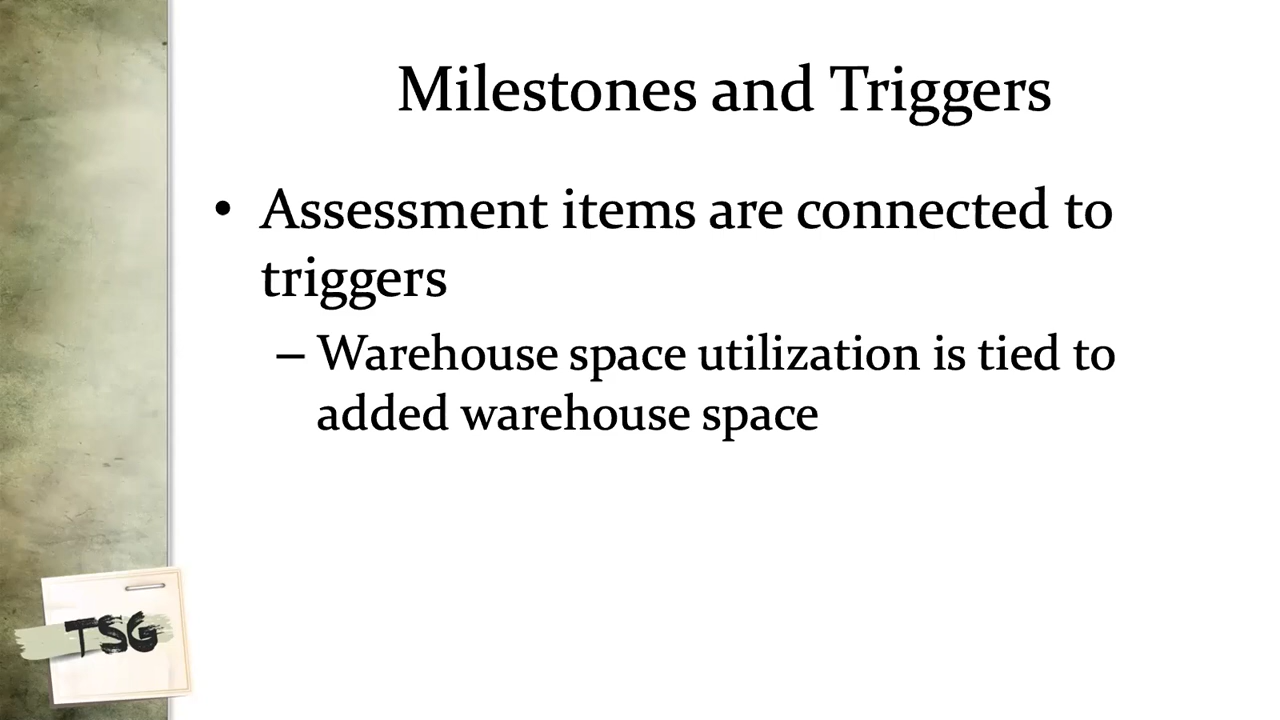 Milestones and Triggers
• Assessment items are connected to
triggers
– Warehouse space utilization is tied to
added warehouse space
TSG